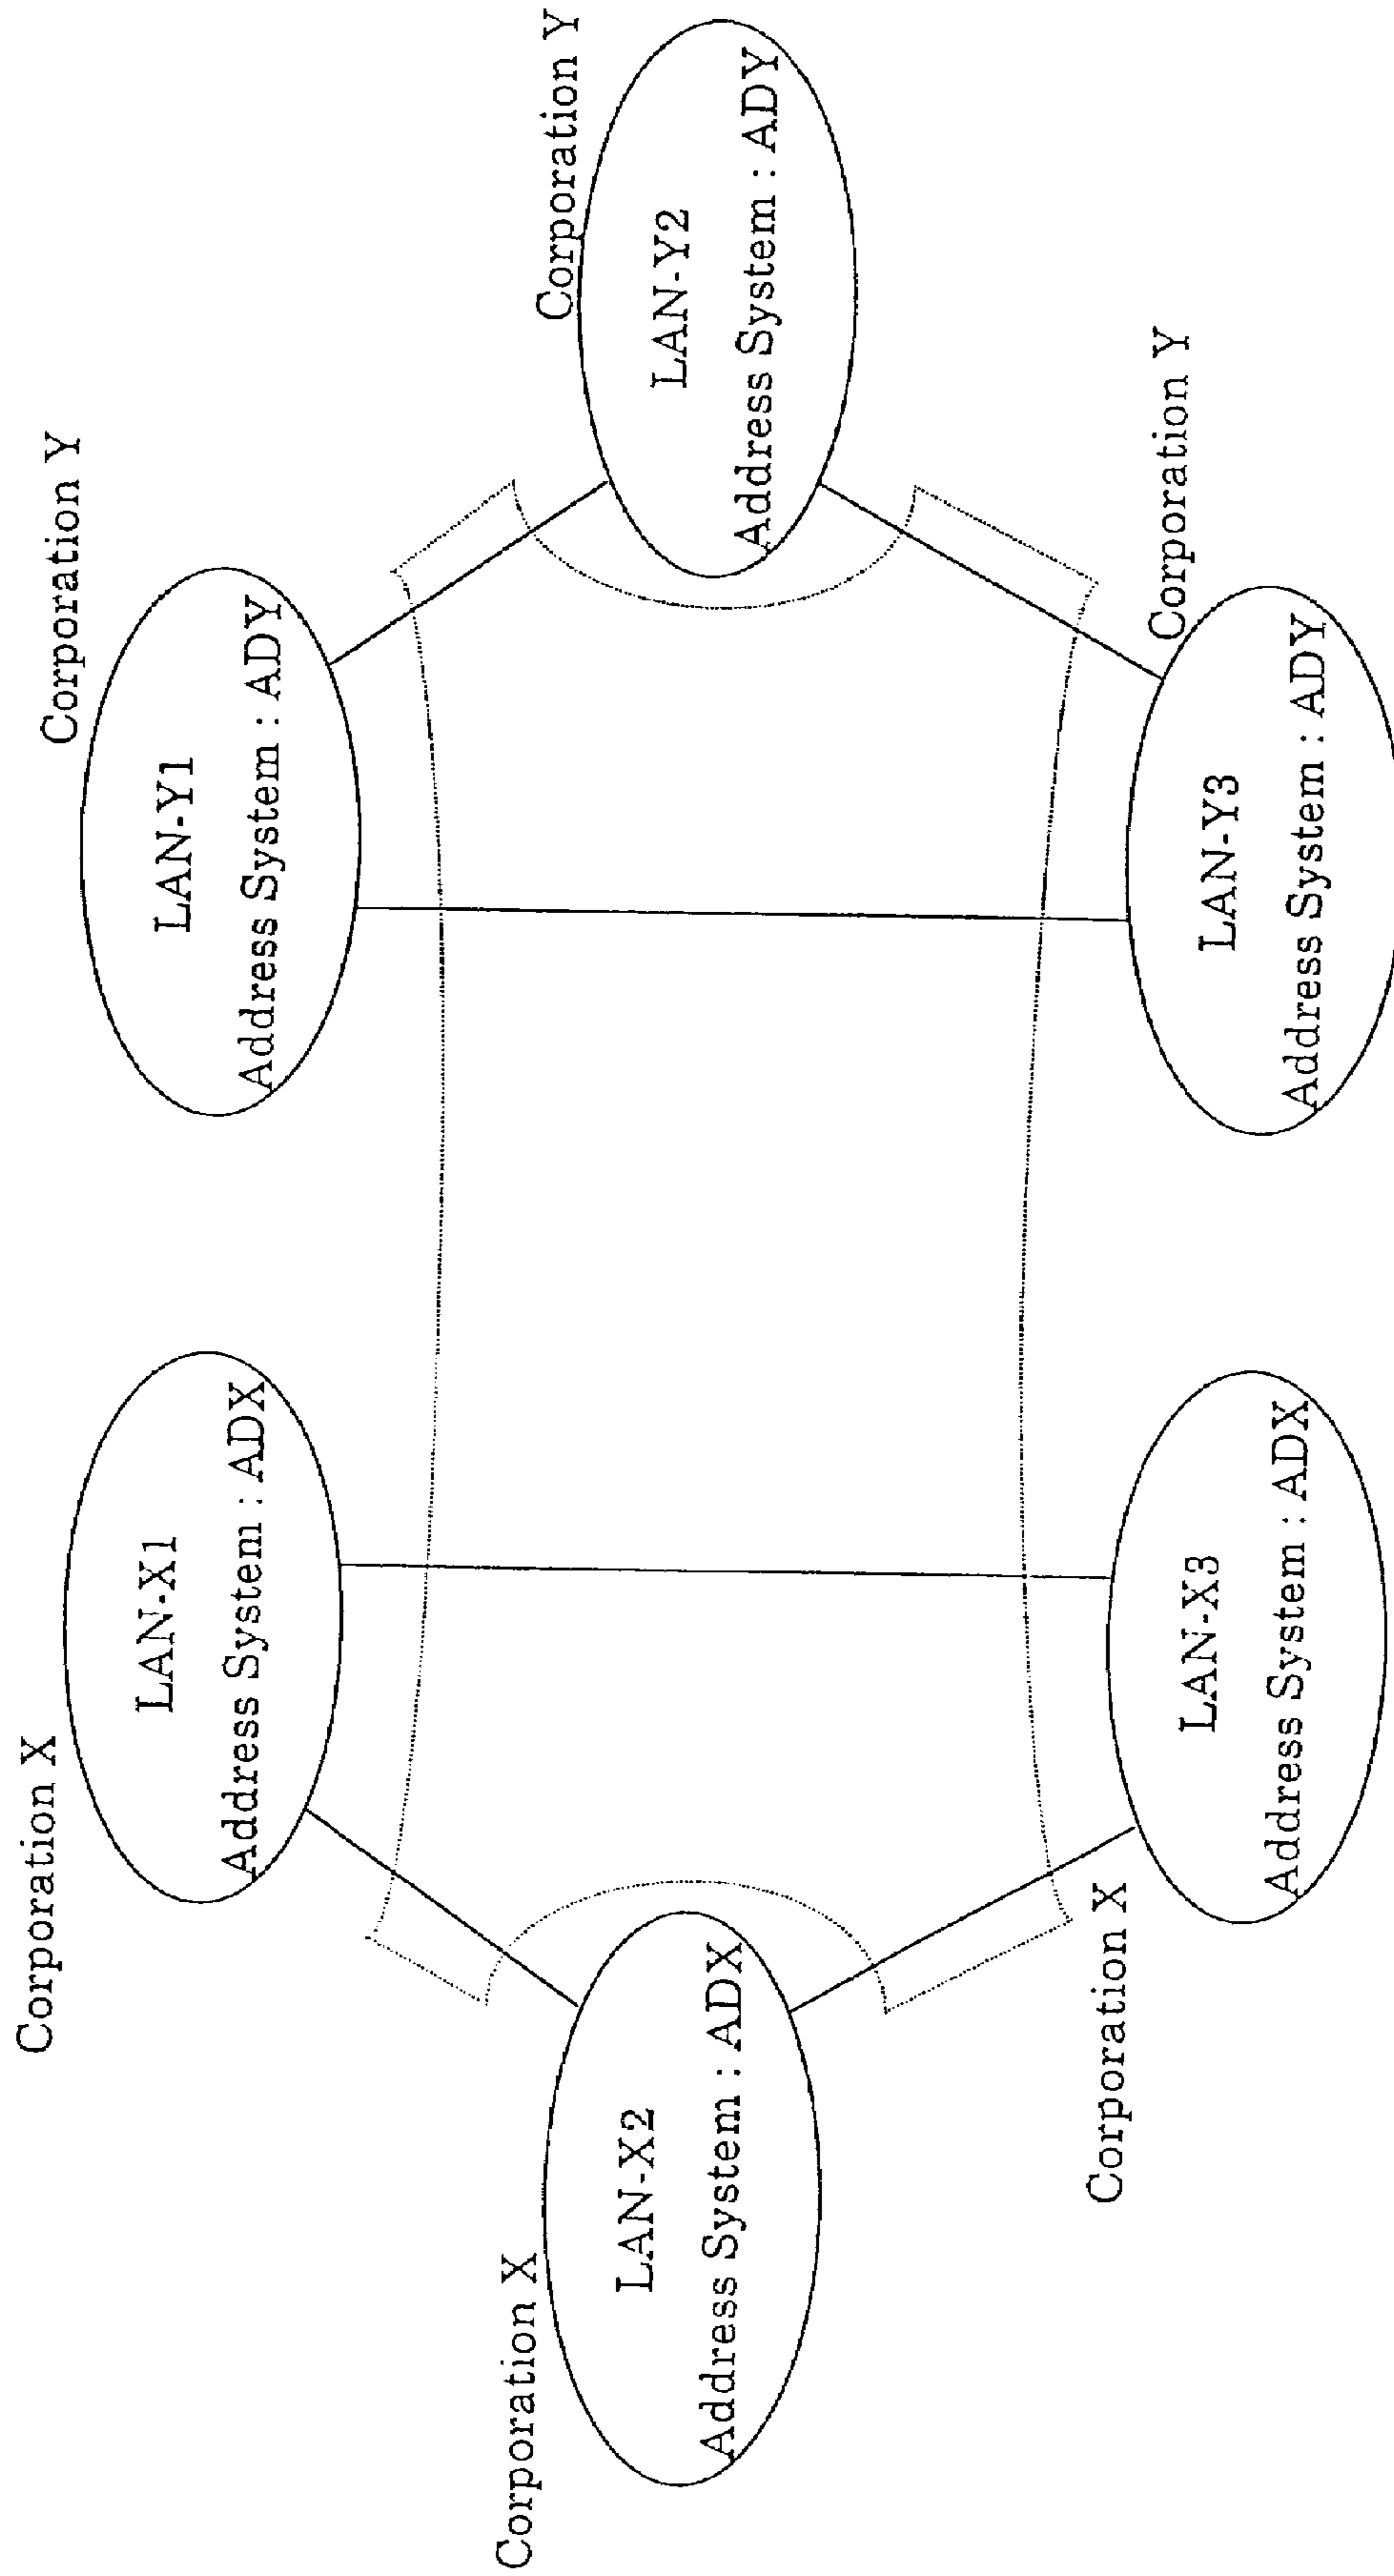 Corporation X
LAN-X1
Address System : ADX
Corporation Y
LAN-Y1
Address System : ADY
Corporation X
LAN-X2
Address System : ADX
Corporation Y
LAN-Y2
Address System : ADY
Corporation X
LAN-X3
Address System : ADX
Corporation Y
LAN-Y3
Address System : ADY